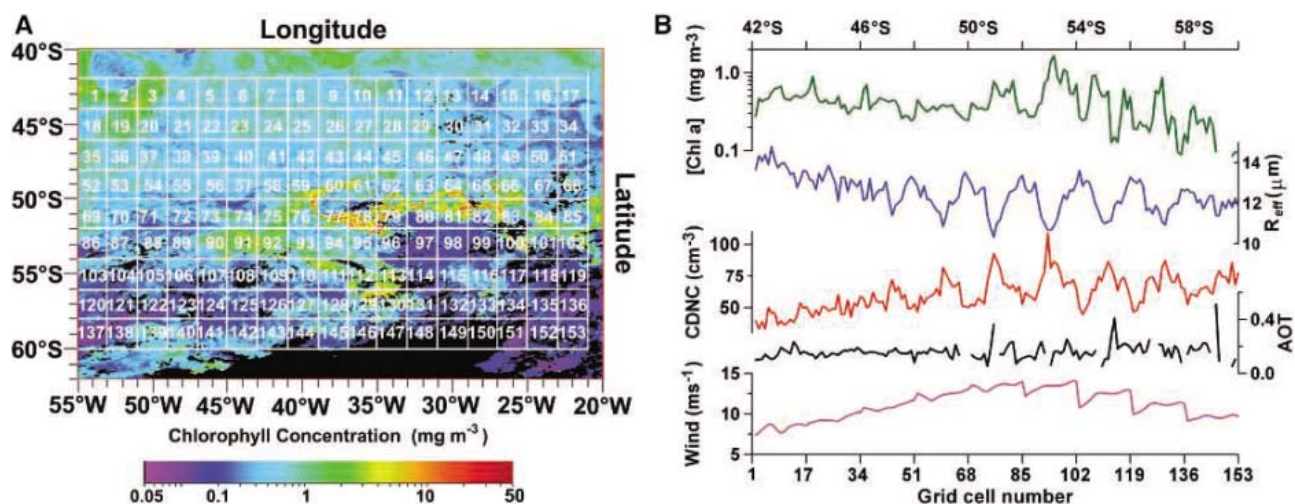 A
Longitude
40°S
1 2 3 4 5 6 7 8 9 10 11 12 13 14 15 16 17
45°S
18 19 20 21 22 23 24 25 26 27 28 29 30 31 32 33 34
35 36 37 38 39 40 41 42 43 44 45 46 47 48 49 50 51
52 53 54 55 56 57 58 59 60 61 62 63 64 65 66 67 68
50°S
69 70 71 72 73 74 75 76 77 78 79 80 81 82 83 84 85
86 87 88 89 90 91 92 93 94 95 96 97 98 99 100 101 102
55°S
103 104 105 106 107 108 109 110 111 112 113 114 115 116 117 118 119
120 121 122 123 124 125 126 127 128 129 130 131 132 133 134 135 136
137 138 139 140 141 142 143 144 145 146 147 148 149 150 151 152 153
60°S
Latitude
55°W 50°W 45°W 40°W 35°W 30°W 25°W 20°W
Chlorophyll Concentration (mg m⁻³)
0.05 0.1 1 10 50
B
42°S 46°S 50°S 54°S 58°S
[Chl a] (mg m⁻³)
1.0
0.1
R_eff (μm)
14
12
10
CDNC (cm⁻³)
100
75
50
AOT
0.4
0.0
Wind (ms⁻¹)
15
10
5
1 17 34 51 68 85 102 119 136 153
Grid cell number